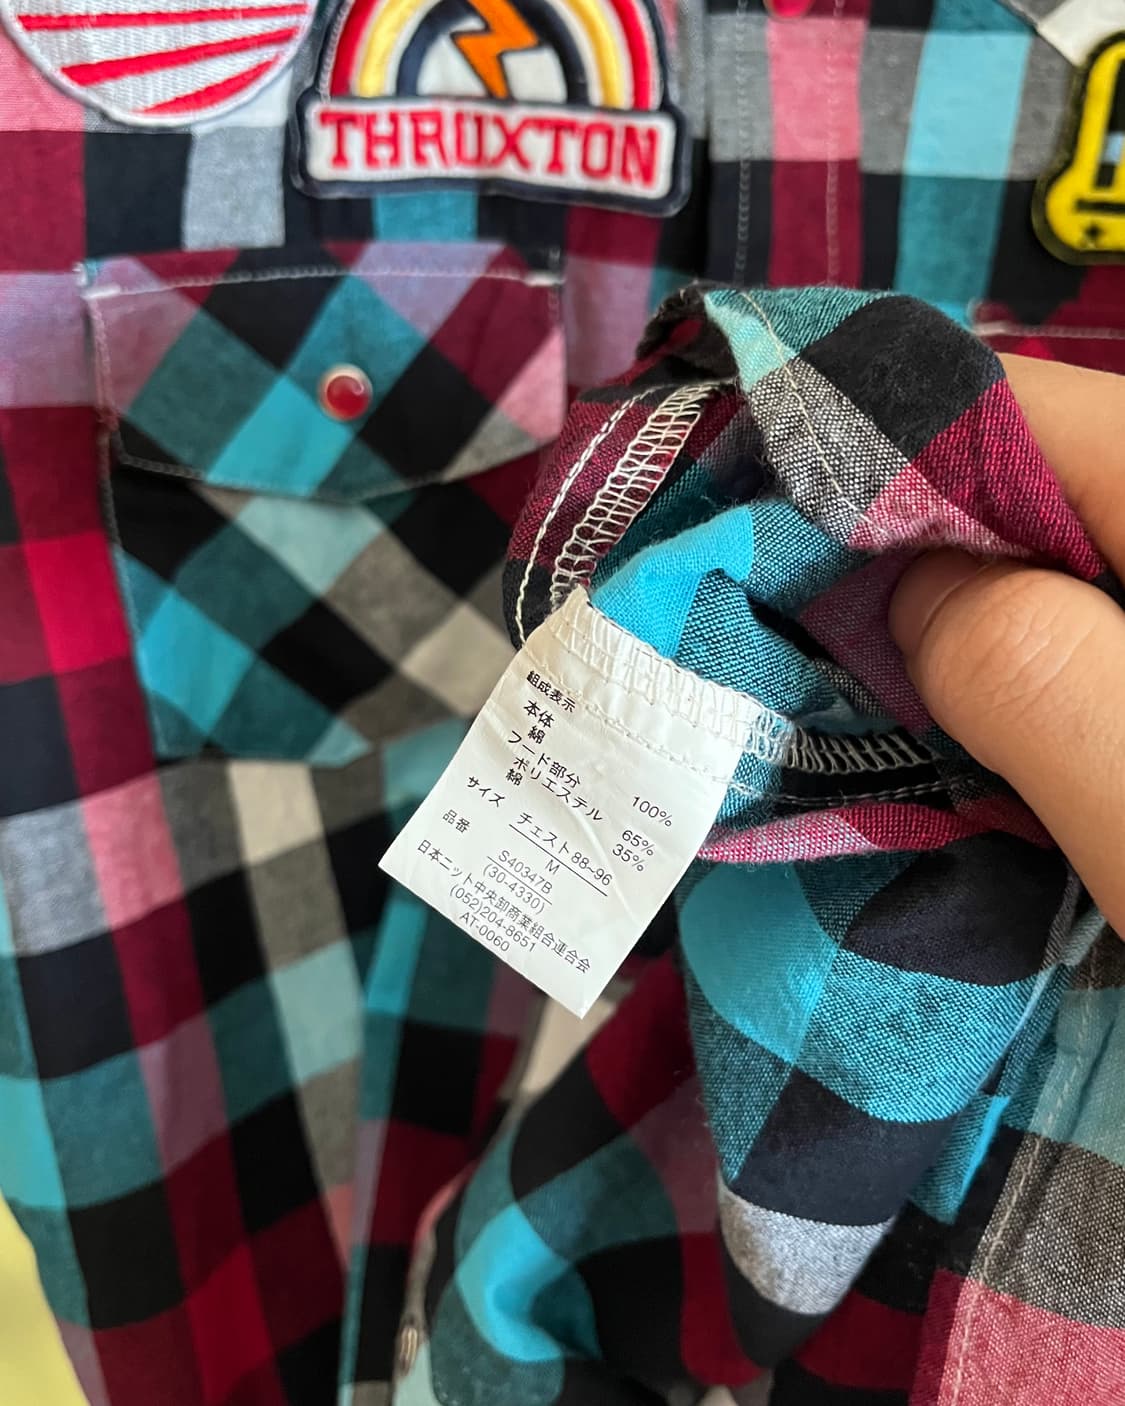 THRUXTON
組成表示
本体
綿 100%
フード部分
ポリエステル 65%
綿 35%
サイズ チェスト88~96
M
品番 S40347B
(30-4330)
日本ニット中央卸商業組合連合会
(052)204-8651
AT-0060